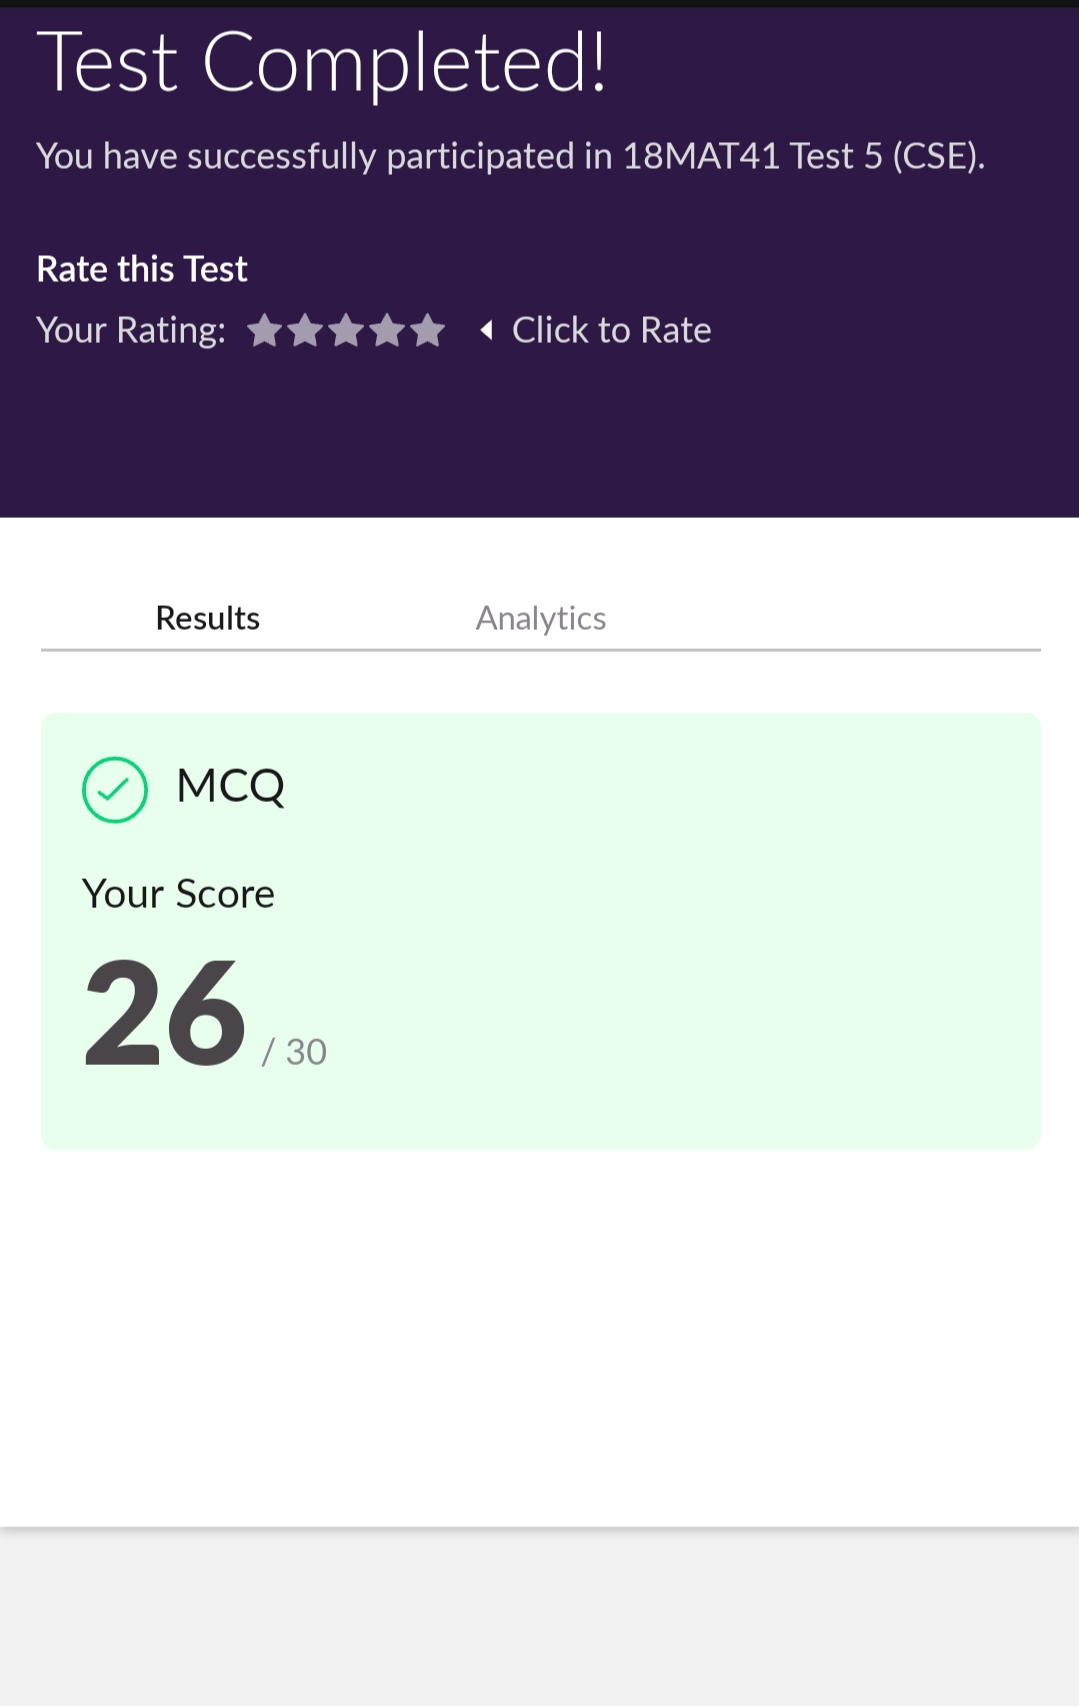 Test Completed!
You have successfully participated in 18MAT41 Test 5 (CSE).
Rate this Test
Your Rating: Click to Rate
Results Analytics
MCQ
Your Score
26 / 30